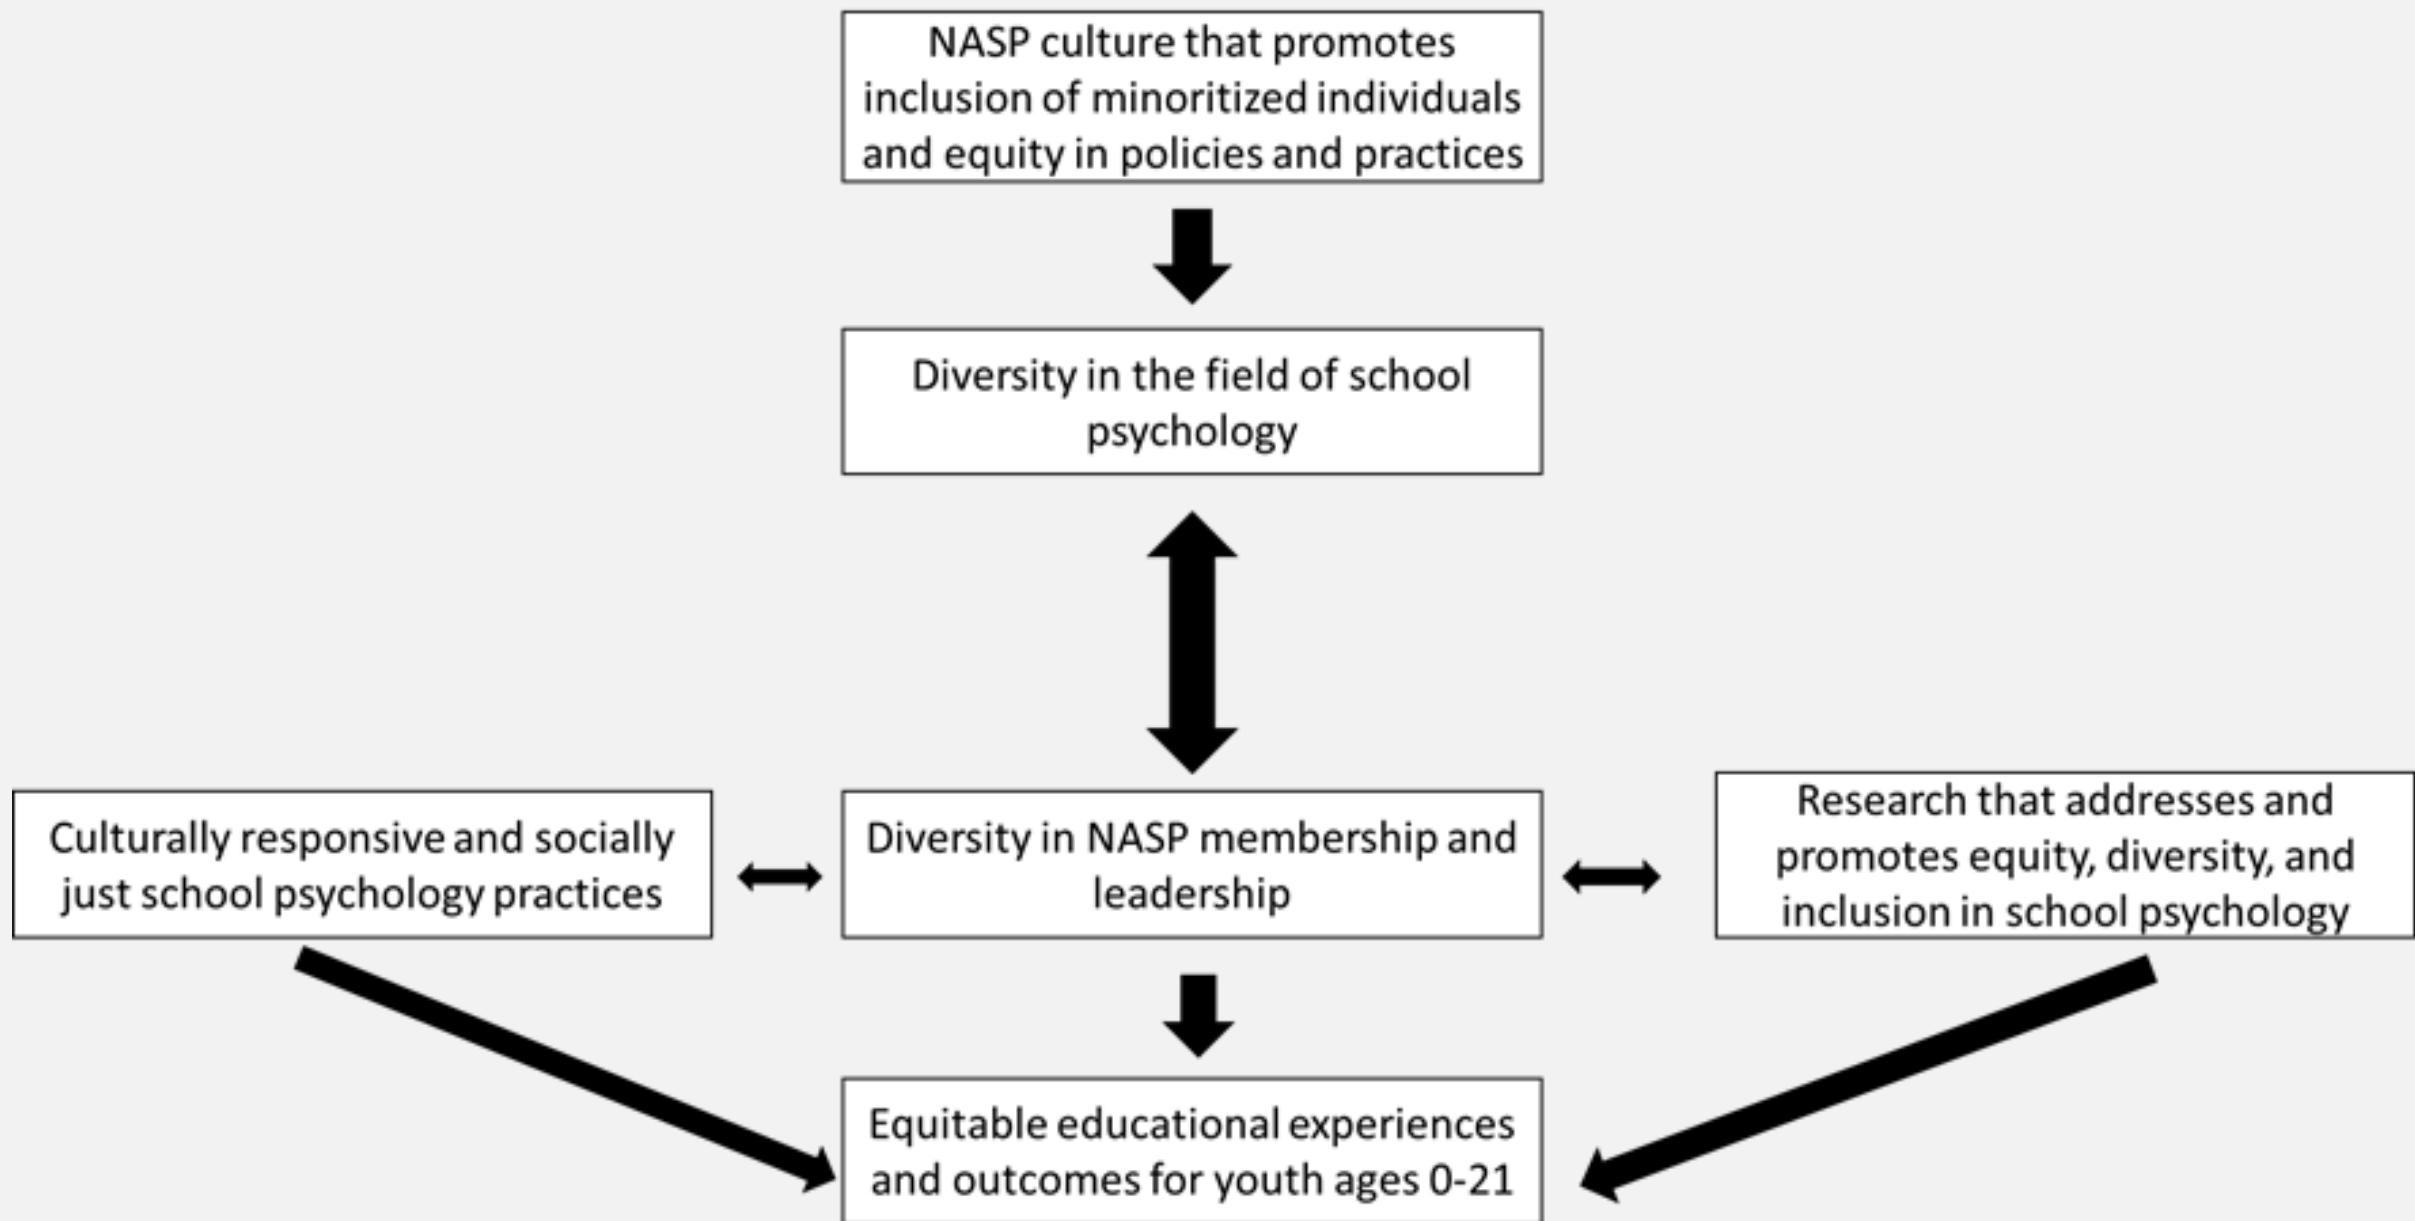 NASP culture that promotes
inclusion of minoritized individuals
and equity in policies and practices
Diversity in the field of school
psychology
Culturally responsive and socially
just school psychology practices
Diversity in NASP membership and
leadership
Research that addresses and
promotes equity, diversity, and
inclusion in school psychology
Equitable educational experiences
and outcomes for youth ages 0-21